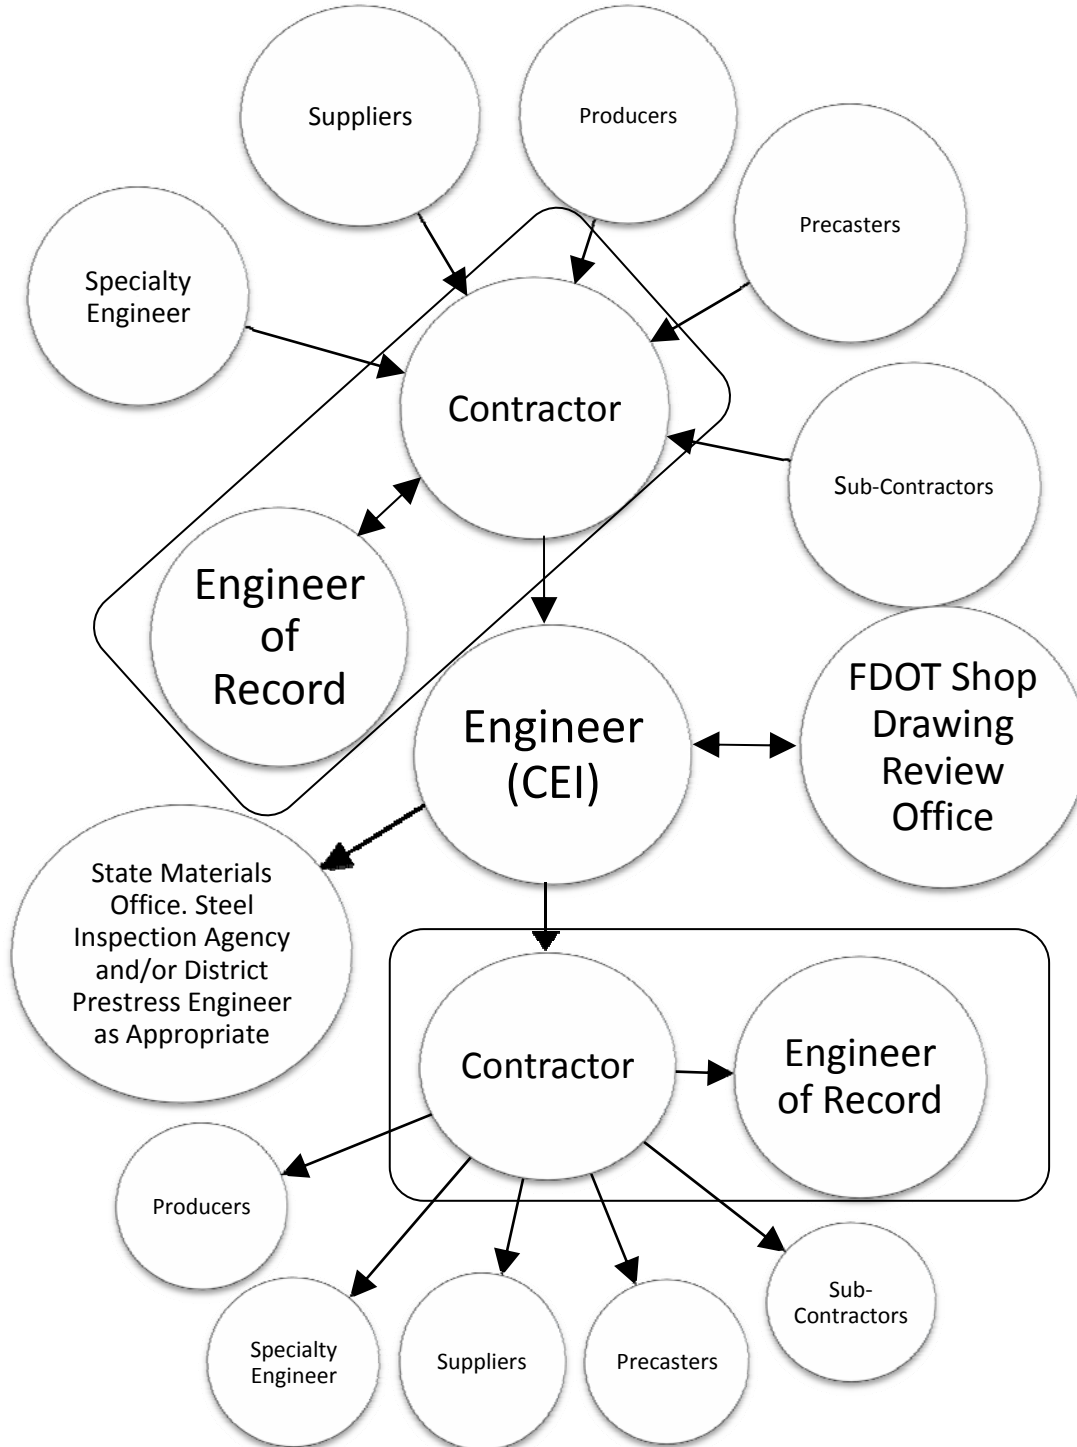 Suppliers
Producers
Precasters
Specialty
Engineer
Contractor
Sub-Contractors
Engineer
of
Record
FDOT Shop
Drawing
Review
Office
Engineer
(CEI)
State Materials
Office. Steel
Inspection Agency
and/or District
Prestress Engineer
as Appropriate
Contractor
Engineer
of Record
Producers
Specialty
Engineer
Suppliers
Precasters
Sub-
Contractors